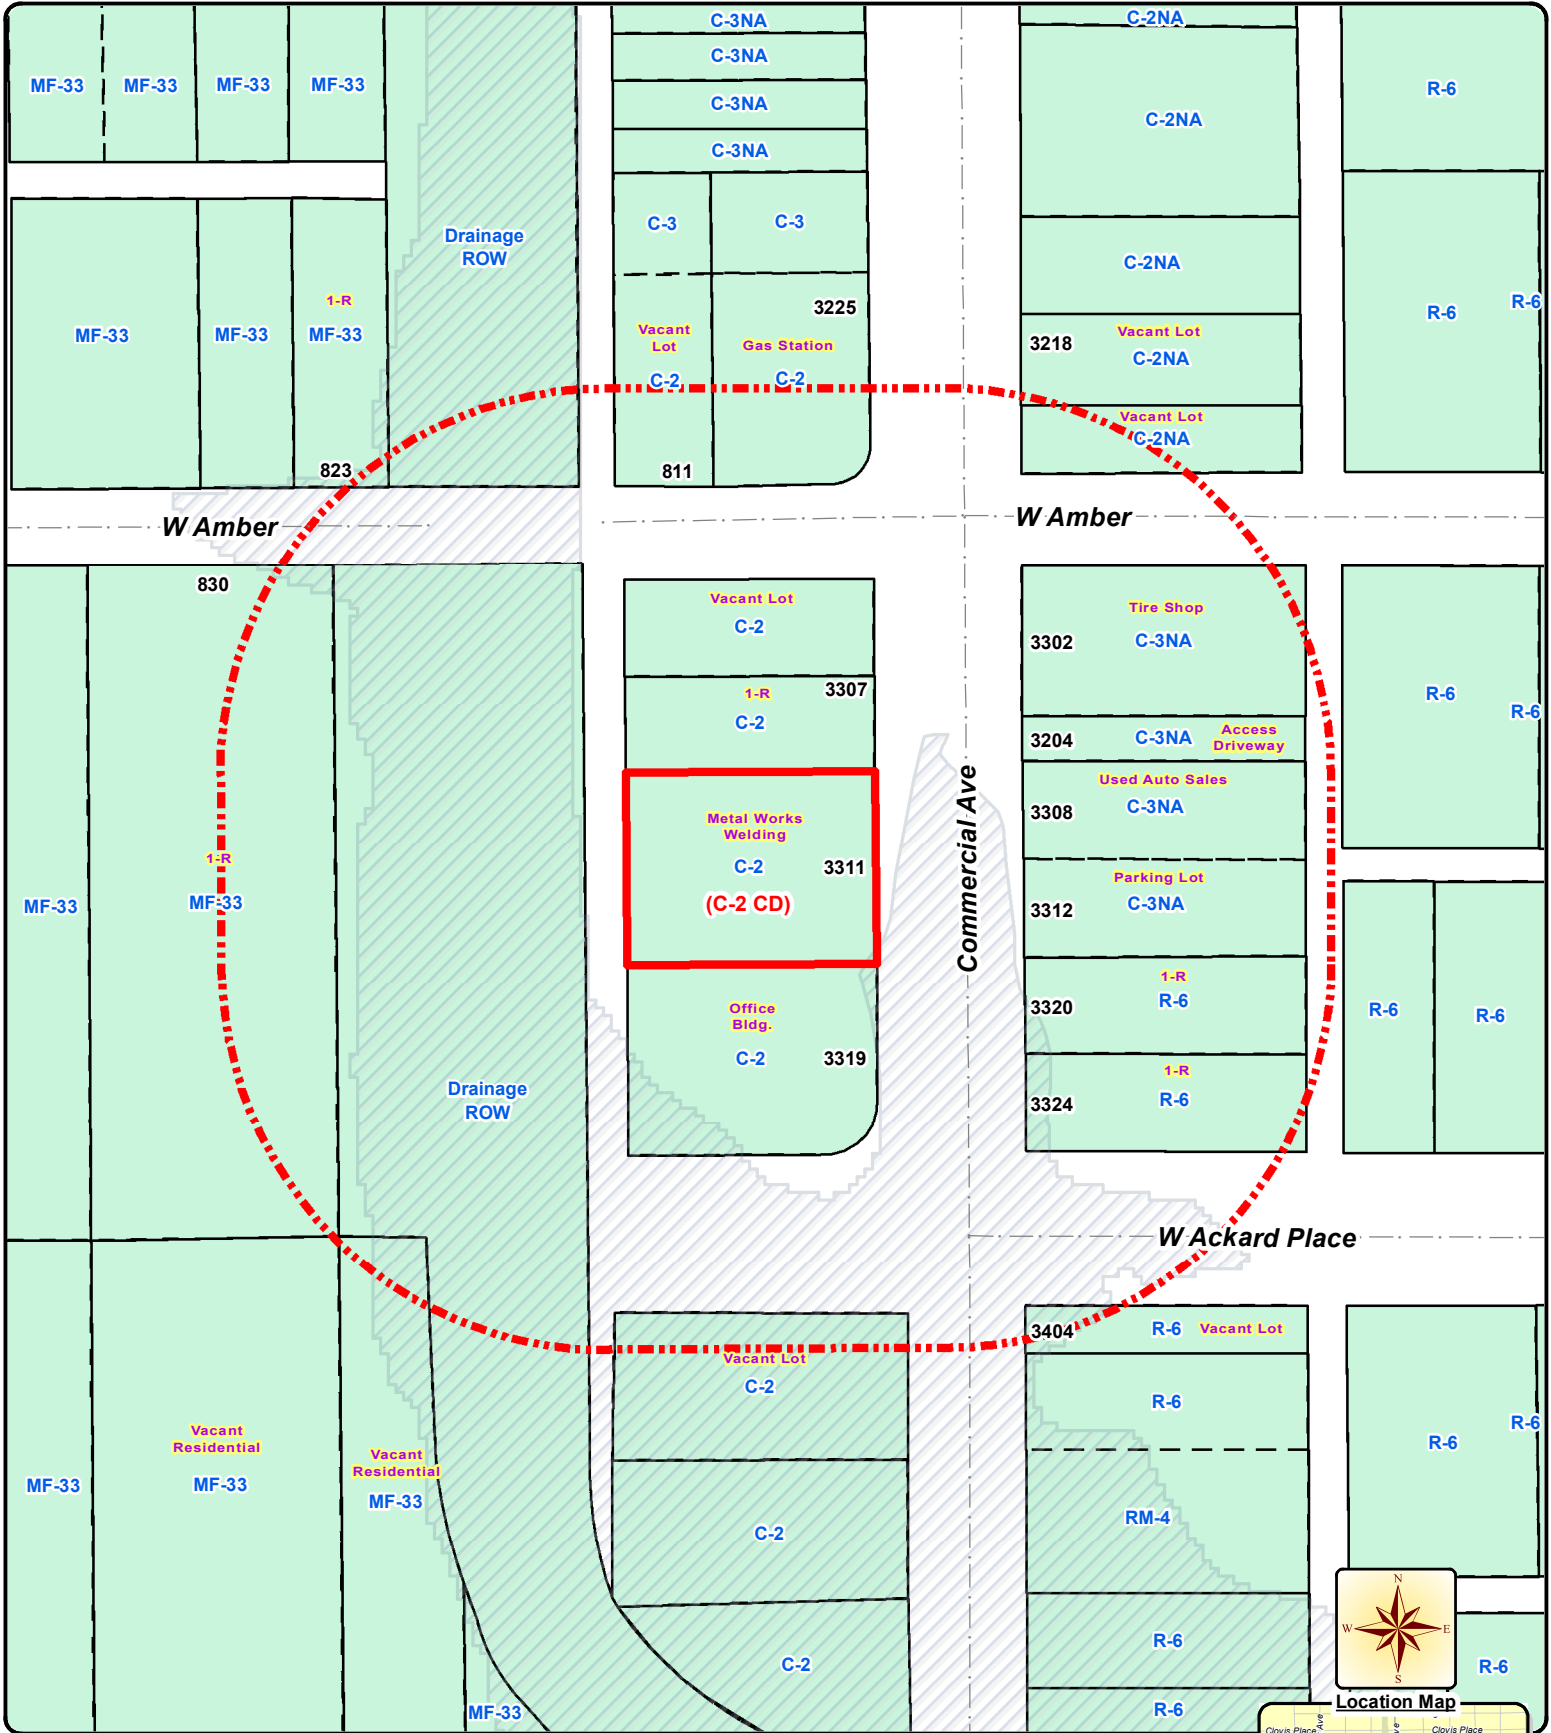 C-3NA
C-2NA
C-3NA
MF-33
MF-33
MF-33
MF-33
R-6
C-3NA
C-2NA
C-3NA
C-3
C-3
Drainage
ROW
C-2NA
1-R
MF-33
MF-33
MF-33
3225
R-6
R-6
Vacant
Lot
C-2
Gas Station
C-2
3218
Vacant Lot
C-2NA
Vacant Lot
C-2NA
823
811
W Amber
W Amber
830
Vacant Lot
C-2
Tire Shop
3302
C-3NA
1-R
3307
C-2
R-6
R-6
3204
C-3NA
Access
Driveway
Used Auto Sales
3308
C-3NA
Metal Works
Welding
C-2
3311
(C-2 CD)
Commercial Ave
1-R
MF-33
MF-33
Parking Lot
3312
C-3NA
1-R
3320
R-6
R-6
R-6
Office
Bldg.
C-2
3319
1-R
3324
R-6
Drainage
ROW
W Ackard Place
3404
R-6
Vacant Lot
Vacant Lot
C-2
R-6
R-6
R-6
Vacant
Residential
MF-33
MF-33
Vacant
Residential
MF-33
C-2
RM-4
N
W
E
S
R-6
C-2
R-6
MF-33
R-6
Location Map
Clovis Place
Ave
Clovis Place